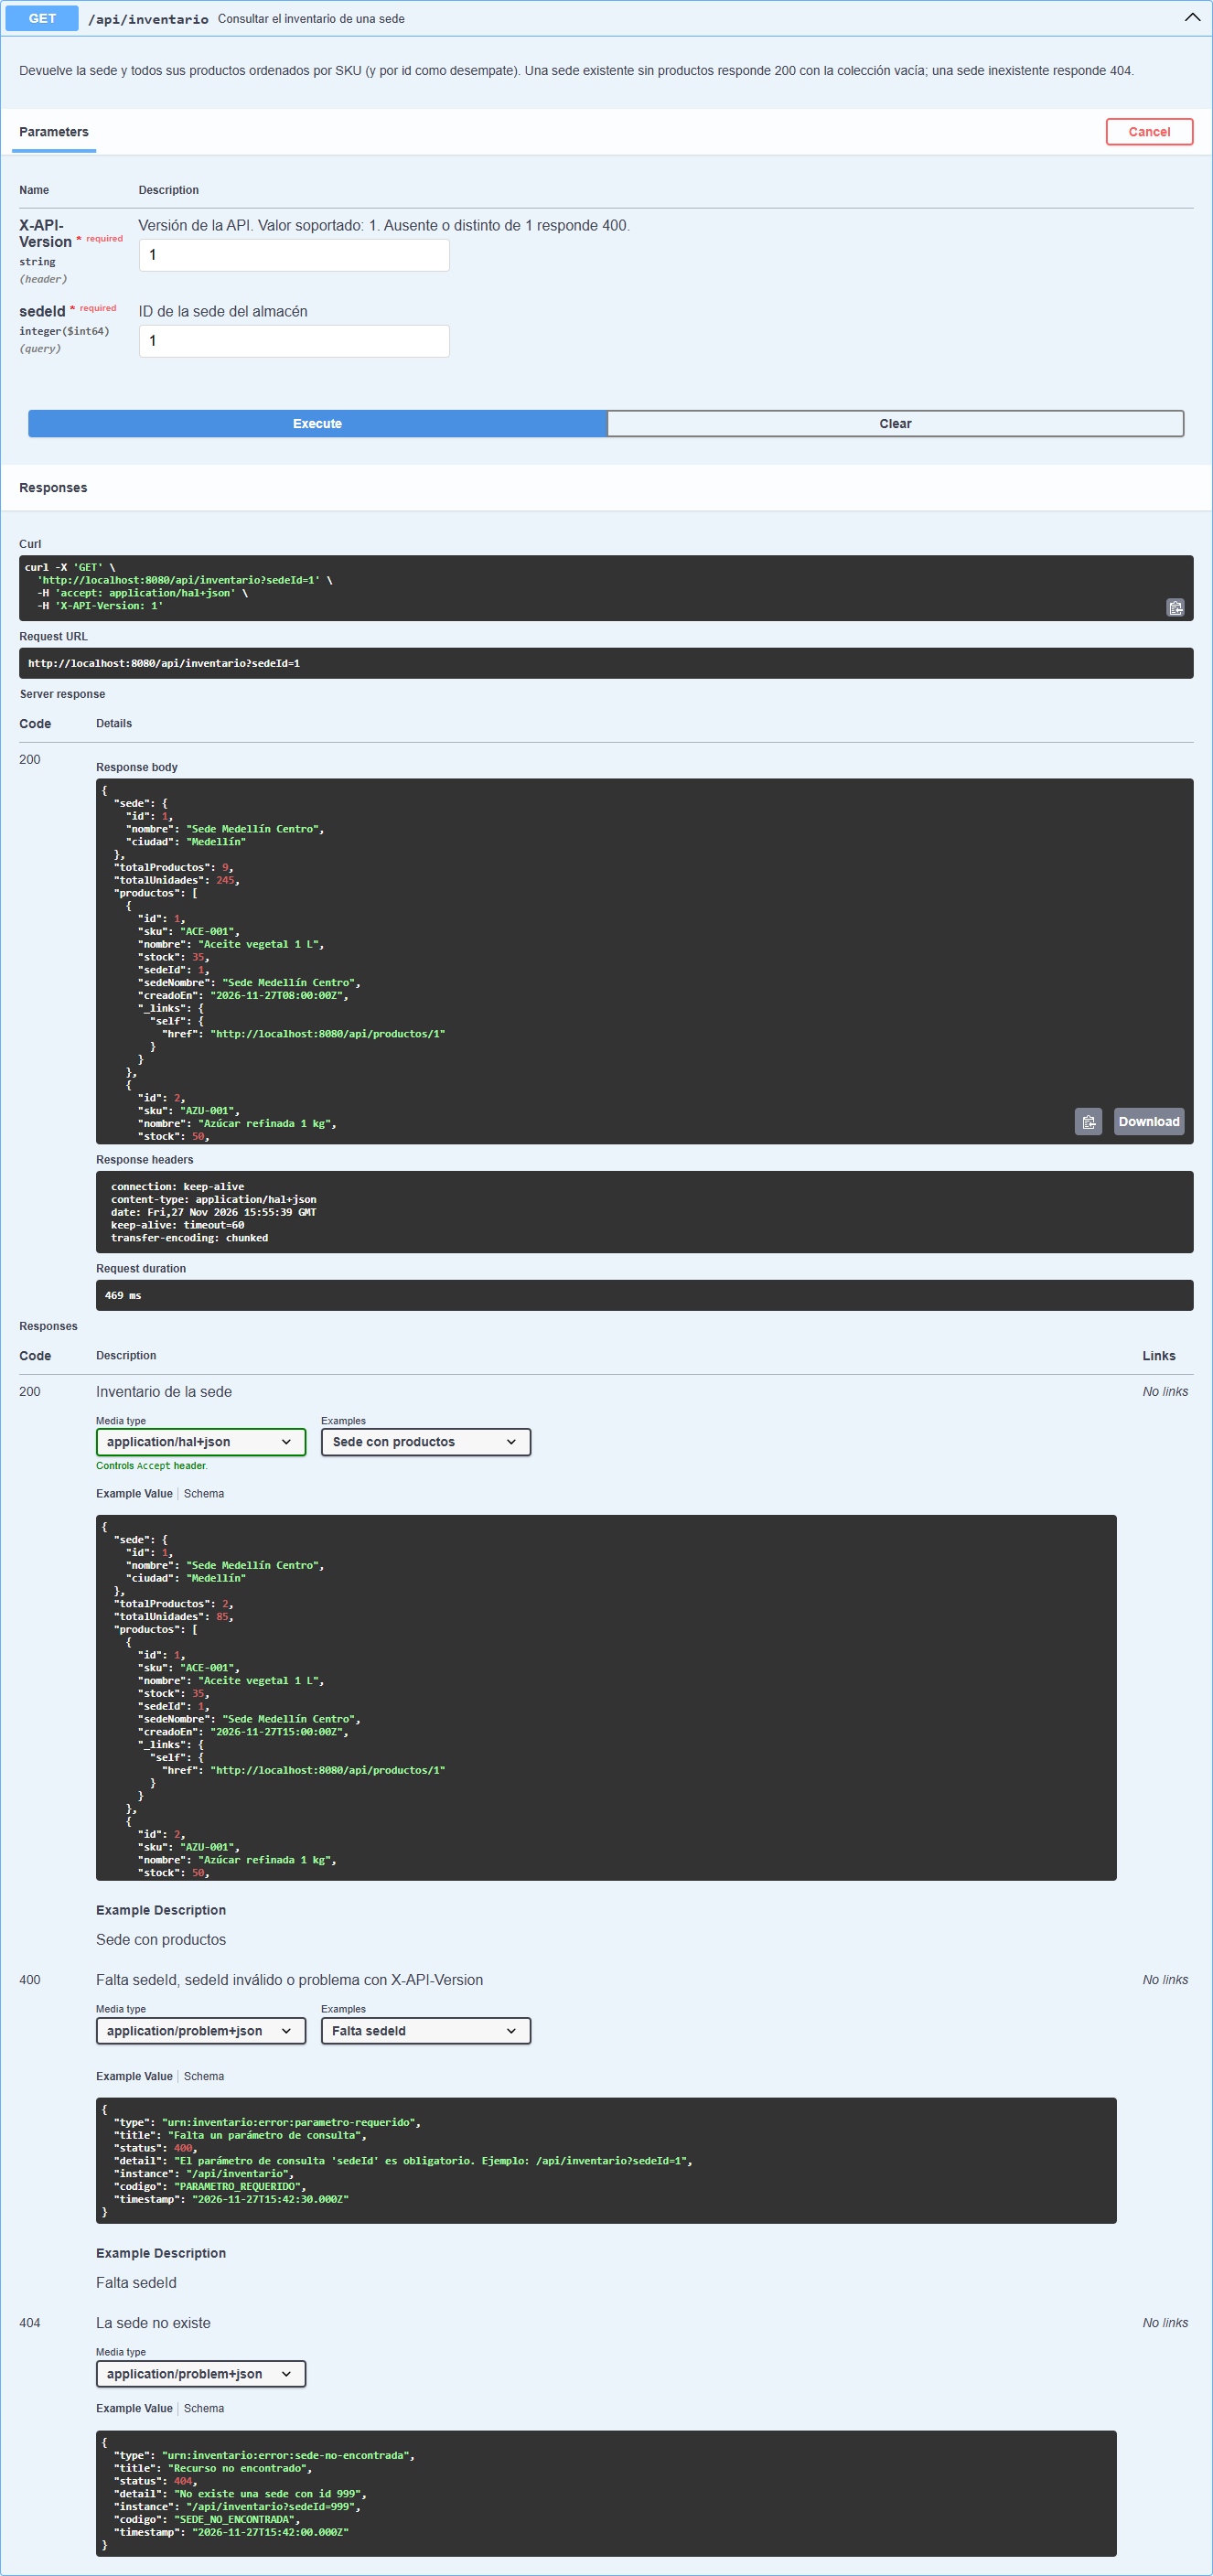 GET /api/inventario Consultar el inventario de una sede
Devuelve la sede y todos sus productos ordenados por SKU (y por id como desempate). Una sede existente sin productos responde 200 con la colección vacía; una sede inexistente responde 404.
Parameters
Cancel
Name Description
X-API-Version * required
string
(header)
Versión de la API. Valor soportado: 1. Ausente o distinto de 1 responde 400.
1
sedeId * required
integer($int64)
(query)
ID de la sede del almacén
1
Execute
Clear
Responses
Curl
curl -X 'GET' \
'http://localhost:8080/api/inventario?sedeId=1' \
-H 'accept: application/hal+json' \
-H 'X-API-Version: 1'
Request URL
http://localhost:8080/api/inventario?sedeId=1
Server response
Code Details
200
Response body
{
"sede": {
"id": 1,
"nombre": "Sede Medellín Centro",
"ciudad": "Medellín"
},
"totalProductos": 9,
"totalUnidades": 245,
"productos": [
{
"id": 1,
"sku": "ACE-001",
"nombre": "Aceite vegetal 1 L",
"stock": 35,
"sedeId": 1,
"sedeNombre": "Sede Medellín Centro",
"creadoEn": "2026-11-27T08:00:00Z",
"_links": {
"self": {
"href": "http://localhost:8080/api/productos/1"
}
}
},
{
"id": 2,
"sku": "AZU-001",
"nombre": "Azúcar refinada 1 kg",
"stock": 50,
Download
Response headers
connection: keep-alive
content-type: application/hal+json
date: Fri,27 Nov 2026 15:55:39 GMT
keep-alive: timeout=60
transfer-encoding: chunked
Request duration
469 ms
Responses
Code Description Links
200 Inventario de la sede No links
Media type Examples
application/hal+json Sede con productos
Controls Accept header.
Example Value Schema
{
"sede": {
"id": 1,
"nombre": "Sede Medellín Centro",
"ciudad": "Medellín"
},
"totalProductos": 2,
"totalUnidades": 85,
"productos": [
{
"id": 1,
"sku": "ACE-001",
"nombre": "Aceite vegetal 1 L",
"stock": 35,
"sedeId": 1,
"sedeNombre": "Sede Medellín Centro",
"creadoEn": "2026-11-27T15:00:00Z",
"_links": {
"self": {
"href": "http://localhost:8080/api/productos/1"
}
}
},
{
"id": 2,
"sku": "AZU-001",
"nombre": "Azúcar refinada 1 kg",
"stock": 50,
Example Description
Sede con productos
400 Falta sedeId, sedeId inválido o problema con X-API-Version No links
Media type Examples
application/problem+json Falta sedeId
Example Value Schema
{
"type": "urn:inventario:error:parametro-requerido",
"title": "Falta un parámetro de consulta",
"status": 400,
"detail": "El parámetro de consulta 'sedeId' es obligatorio. Ejemplo: /api/inventario?sedeId=1",
"instance": "/api/inventario",
"codigo": "PARAMETRO_REQUERIDO",
"timestamp": "2026-11-27T15:42:30.000Z"
}
Example Description
Falta sedeId
404 La sede no existe No links
Media type
application/problem+json
Example Value Schema
{
"type": "urn:inventario:error:sede-no-encontrada",
"title": "Recurso no encontrado",
"status": 404,
"detail": "No existe una sede con id 999",
"instance": "/api/inventario?sedeId=999",
"codigo": "SEDE_NO_ENCONTRADA",
"timestamp": "2026-11-27T15:42:00.000Z"
}